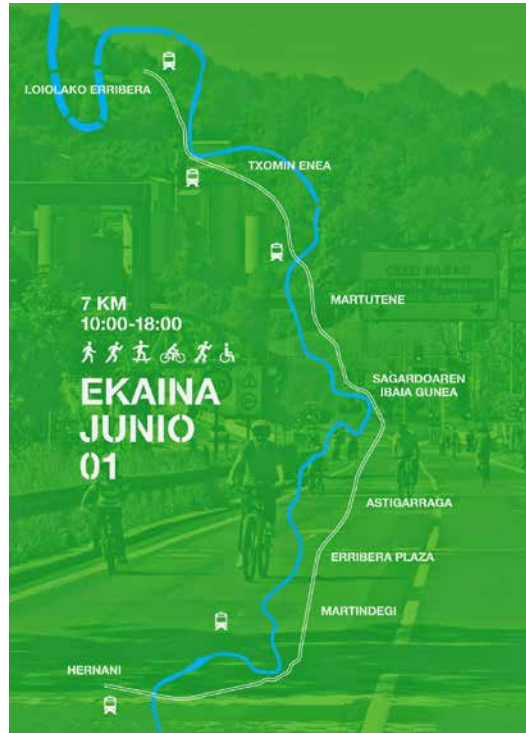 LOIOLAKO ERRIBERA
TXOMIN ENEA
MARTUTENE
7 KM
10:00-18:00
EKAINA
JUNIO
01
SAGARDOAREN
IBAIA GUNEA
ASTIGARRAGA
ERRIBERA PLAZA
MARTINDEGI
HERNANI